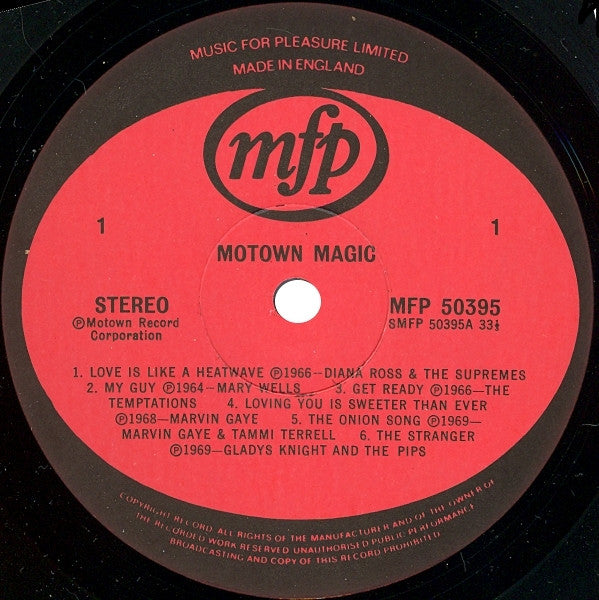 MUSIC FOR PLEASURE LIMITED
MADE IN ENGLAND
mfp
1 1
MOTOWN MAGIC
STEREO MFP 50395
℗Motown Record SMFP 50395A 33⅓
Corporation
1. LOVE IS LIKE A HEATWAVE ℗1966—DIANA ROSS & THE SUPREMES
2. MY GUY ℗1964—MARY WELLS 3. GET READY ℗1966—THE
TEMPTATIONS 4. LOVING YOU IS SWEETER THAN EVER
℗1968—MARVIN GAYE 5. THE ONION SONG ℗1969—
MARVIN GAYE & TAMMI TERRELL 6. THE STRANGER
℗1969—GLADYS KNIGHT AND THE PIPS
COPYRIGHT RECORD. ALL RIGHTS OF THE MANUFACTURER AND OF THE OWNER OF
THE RECORDED WORK RESERVED UNAUTHORISED PUBLIC PERFORMANCE
BROADCASTING AND COPY OF THIS RECORD PROHIBITED.